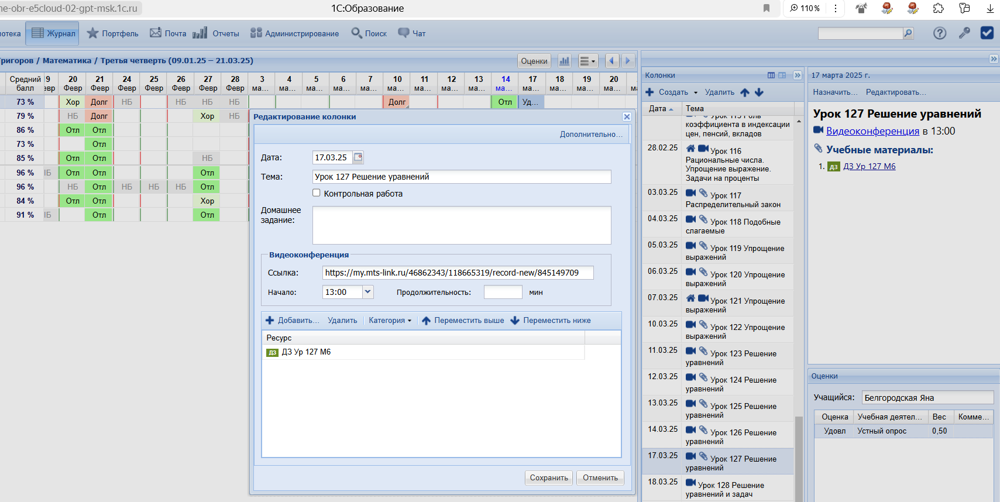 ne-obr-e5cloud-02-gpt-msk.1c.ru
1С:Образование
110%
отека Журнал Портфель Почта Отчеты Администрирование Поиск Чат
ригоров / Математика / Третья четверть (09.01.25 – 21.03.25)
Оценки
Средний балл 9 евр 20 Февр 21 Февр 24 Февр 25 Февр 26 Февр 27 Февр 28 Февр 3 ма... 4 ма... 5 ма... 6 ма... 7 ма... 10 ма... 11 ма... 12 ма... 13 ма... 14 ма... 17 ма... 18 ма... 19 ма... 20 ма...
73 % Хор Долг НБ НБ НБ НБ Долг Отл Уд...
79 % НБ Долг Хор НБ
86 % Отл Отл
73 % Отл
85 % Отл Отл НБ
96 % ІБ Отл Отл Отл
96 % НБ Отл НБ НБ НБ Отл
84 % Отл Отл Хор
91 % ІБ Отл Отл
Редактирование колонки
Дополнительно...
Дата: 17.03.25
Тема: Урок 127 Решение уравнений
Контрольная работа
Домашнее
задание:
Видеоконференция
Ссылка: https://my.mts-link.ru/46862343/118665319/record-new/845149709
Начало: 13:00 Продолжительность: мин
Добавить... Удалить Категория Переместить выше Переместить ниже
Ресурс
ДЗ ДЗ Ур 127 М6
Сохранить Отменить
Колонки
Создать Удалить
Дата Тема
Урок 115 Роль
коэффициента в индексации
цен, пенсий, вкладов
28.02.25 Урок 116
Рациональные числа.
Упрощение выражение.
Задачи на проценты
03.03.25 Урок 117
Распределительный закон
04.03.25 Урок 118 Подобные
слагаемые
05.03.25 Урок 119 Упрощение
выражений
06.03.25 Урок 120 Упрощение
выражений
07.03.25 Урок 121 Упрощение
выражений
10.03.25 Урок 122 Упрощение
выражений
11.03.25 Урок 123 Решение
уравнений
12.03.25 Урок 124 Решение
уравнений
13.03.25 Урок 125 Решение
уравнений
14.03.25 Урок 126 Решение
уравнений
17.03.25 Урок 127 Решение
уравнений
18.03.25 Урок 128 Решение
уравнений и задач
17 марта 2025 г.
Назначить... Редактировать...
Урок 127 Решение уравнений
Видеоконференция в 13:00
Учебные материалы:
1. ДЗ ДЗ Ур 127 М6
Оценки
Учащийся: Белгородская Яна
Оценка Учебная деятел... Вес Комме...
Удовл Устный опрос 0,50